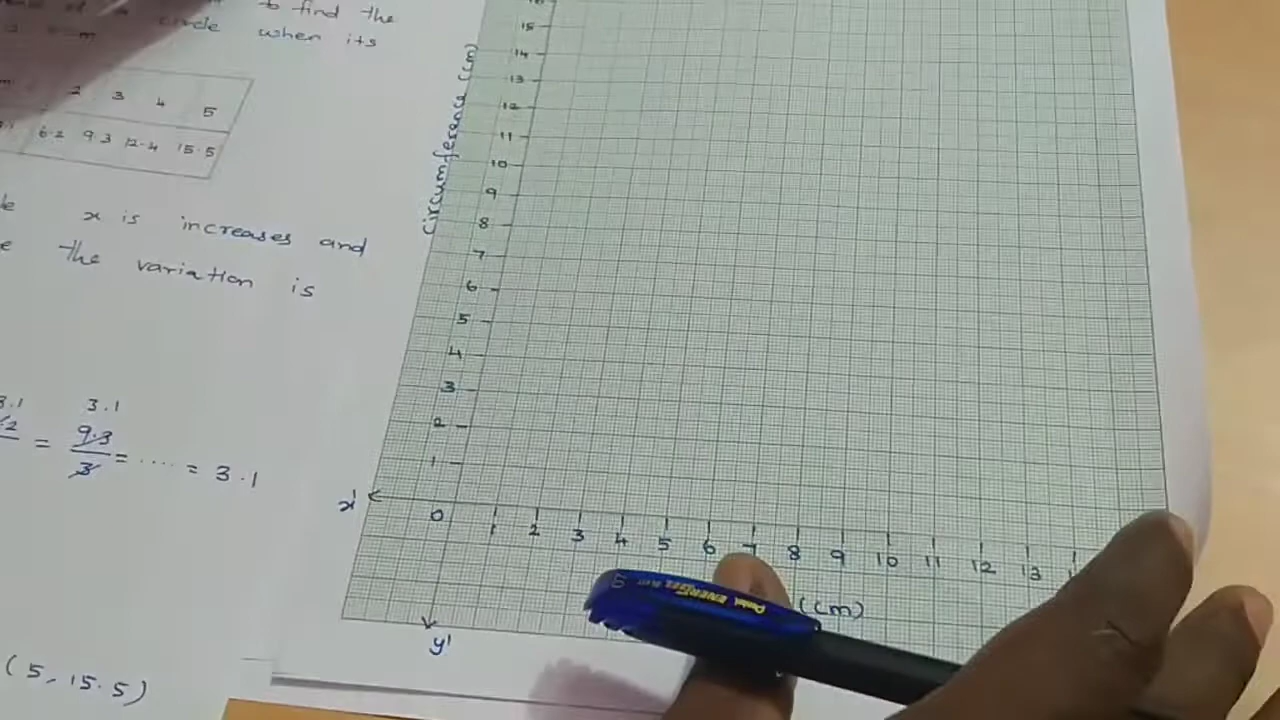 to find the
circle when its
2 3 4 5
6.2 9.3 12.4 15.5
x is increases and
the variation is
3.1 3.1
= 9.3/3 = .... = 3.1
(5, 15.5)
Circumference (cm)
15
14
13
12
11
10
9
8
7
6
5
4
3
2
1
x'
0 1 2 3 4 5 6 7 8 9 10 11 12 13
(cm)
y'
Pentel ENERGEL